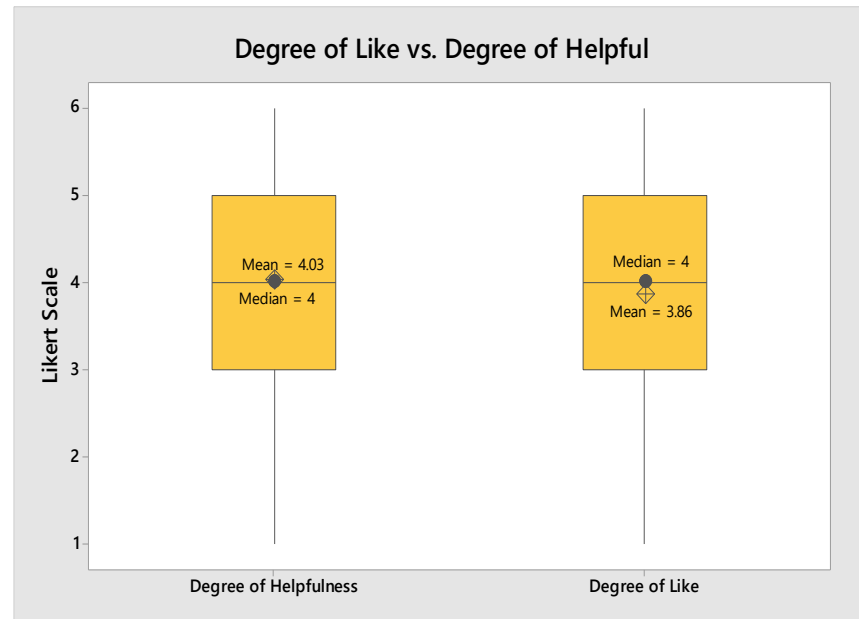 Degree of Like vs. Degree of Helpful
Likert Scale
6
5
4
3
2
1
Mean = 4.03
Median = 4
Median = 4
Mean = 3.86
Degree of Helpfulness
Degree of Like